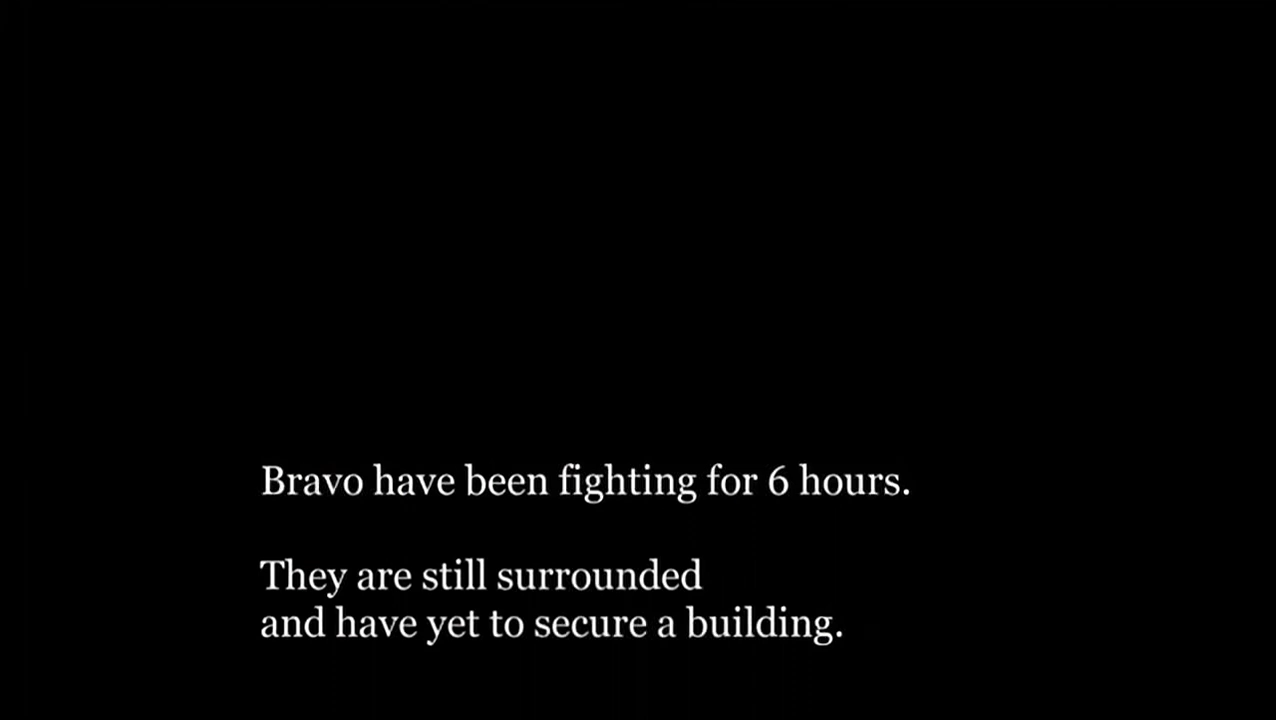 Bravo have been fighting for 6 hours.
They are still surrounded
and have yet to secure a building.